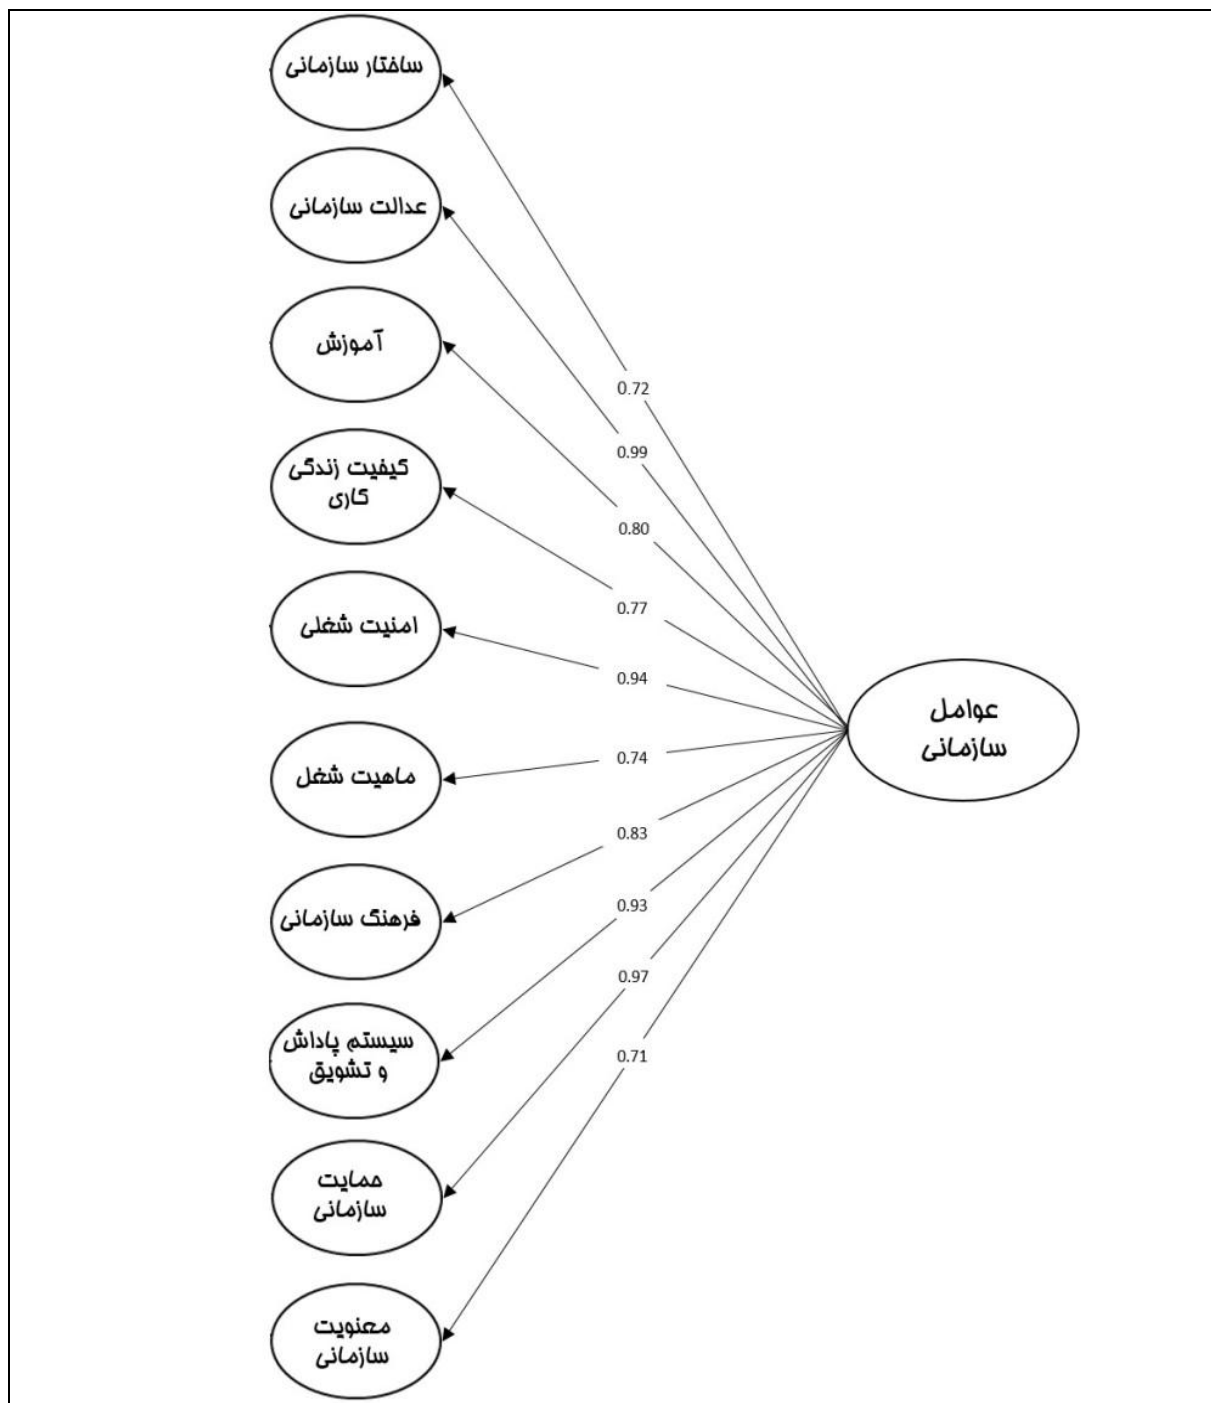 ساختار سازمانی
عدالت سازمانی
آموزش
0.72
0.99
کیفیت زندگی
کاری
0.80
0.77
امنیت شغلی
0.94
عوامل
سازمانی
ماهیت شغل
0.74
0.83
فرهنگ سازمانی
0.93
0.97
سیستم پاداش
و تشویق
0.71
حمایت
سازمانی
معنویت
سازمانی